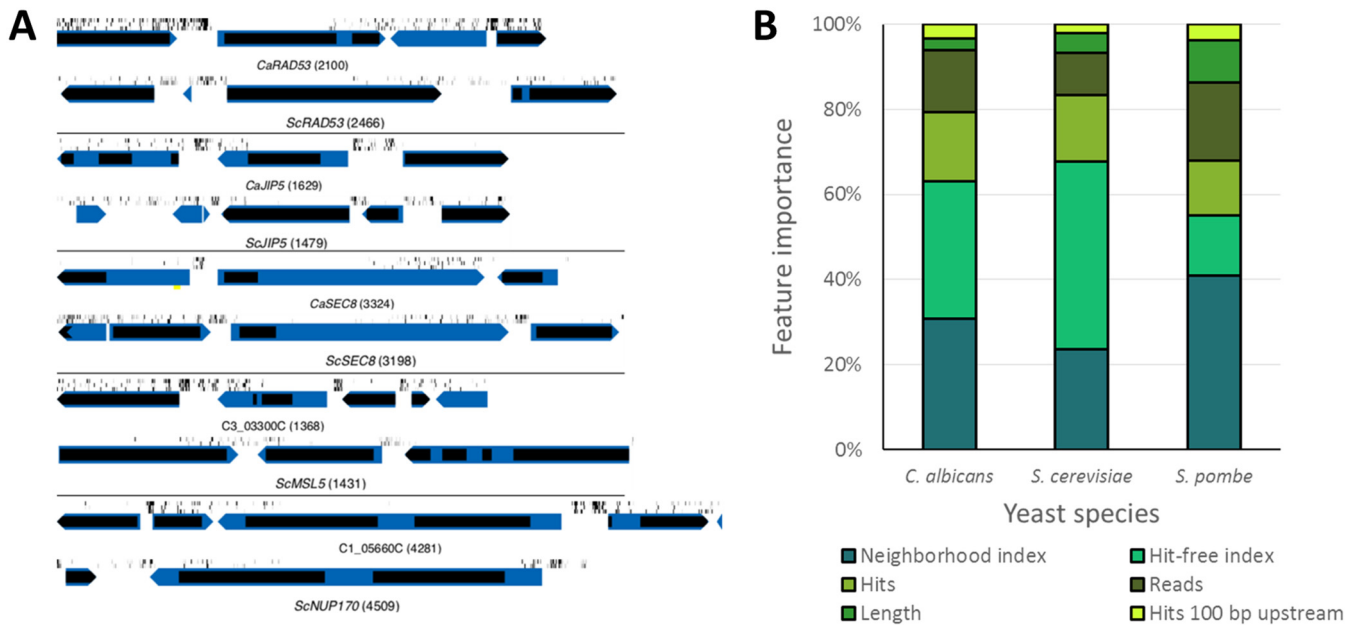 A
CaRAD53 (2100)
ScRAD53 (2466)
CaJIP5 (1629)
ScJIP5 (1479)
CaSEC8 (3324)
ScSEC8 (3198)
C3_03300C (1368)
ScMSL5 (1431)
C1_05660C (4281)
ScNUP170 (4509)
B
100%
80%
60%
40%
20%
0%
Feature importance
C. albicans S. cerevisiae S. pombe
Yeast species
Neighborhood index Hit-free index
Hits Reads
Length Hits 100 bp upstream